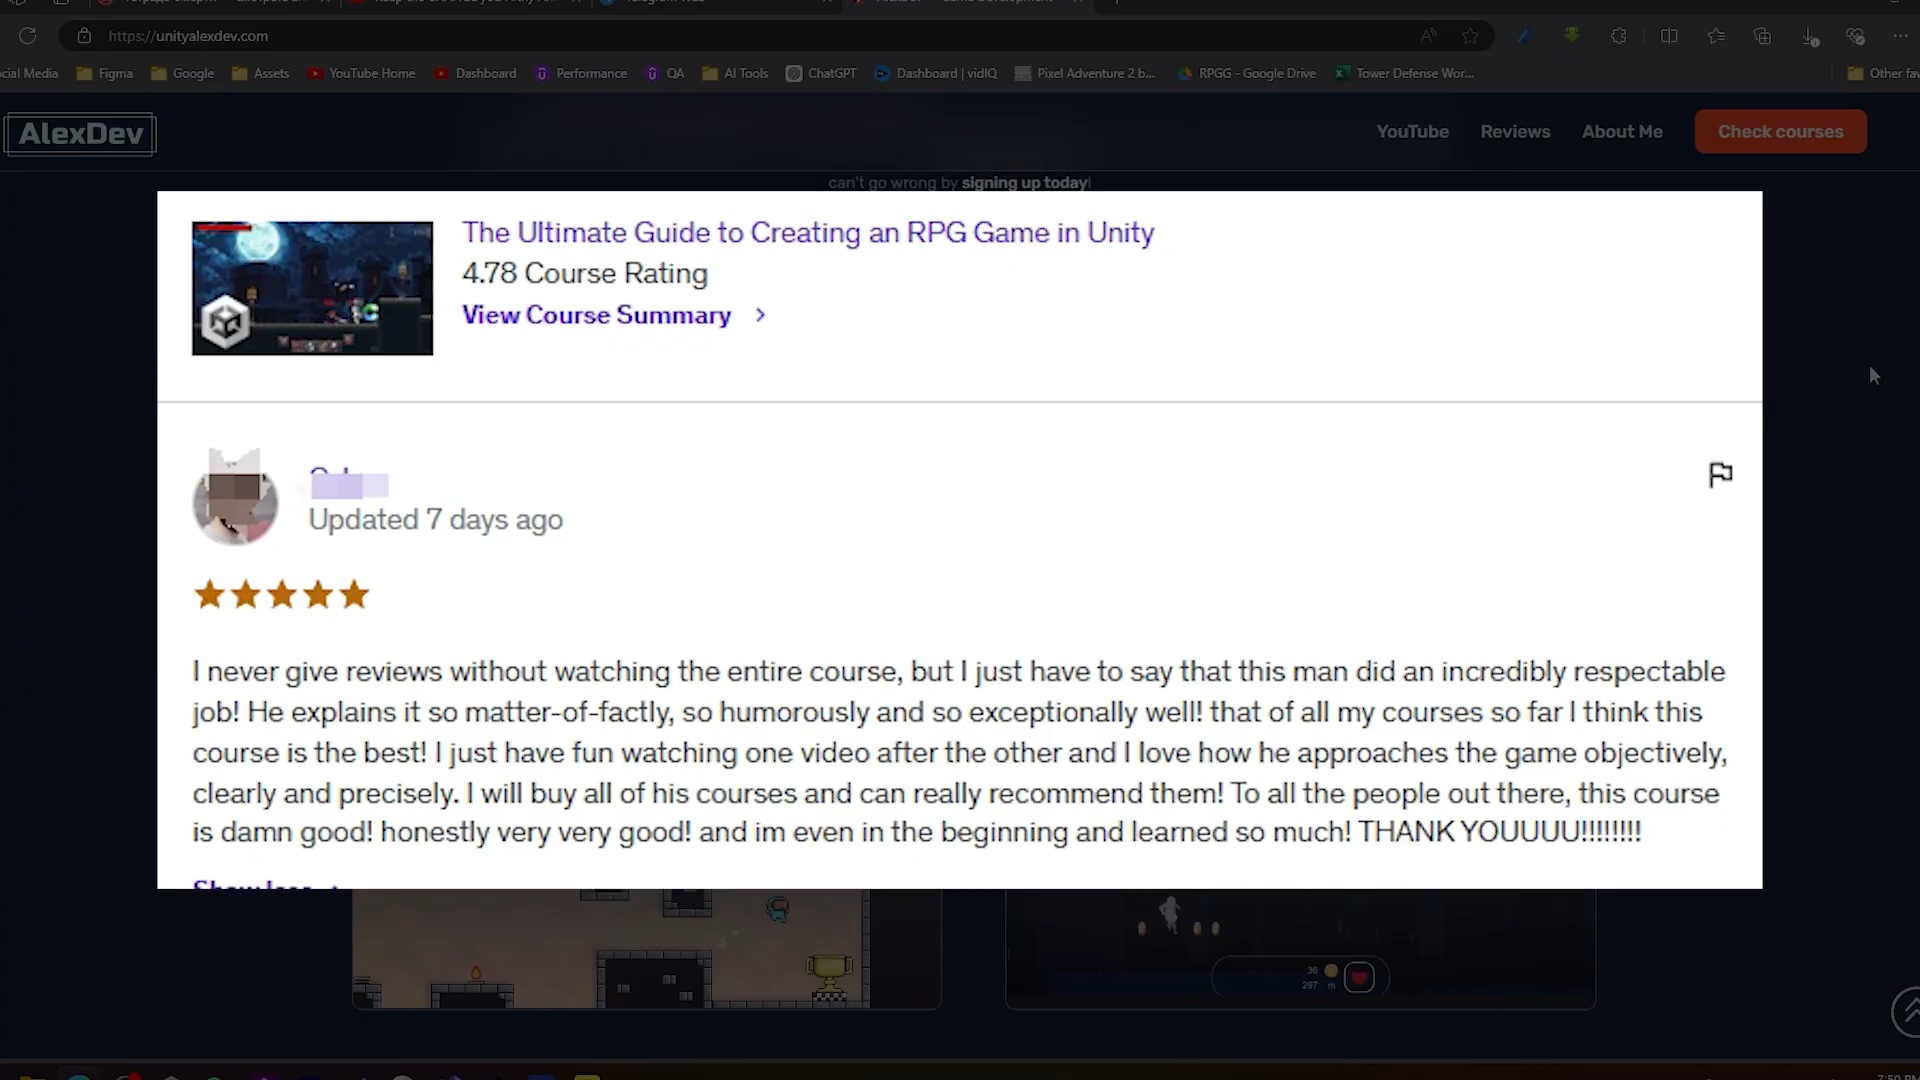 https://unityalexdev.com
cial Media Figma Google Assets YouTube Home Dashboard Performance QA AI Tools ChatGPT Dashboard | vidIQ Pixel Adventure 2 b... RPGG - Google Drive Tower Defense Wor... Other fav
AlexDev YouTube Reviews About Me Check courses
can't go wrong by signing up today!
The Ultimate Guide to Creating an RPG Game in Unity
4.78 Course Rating
View Course Summary
Updated 7 days ago
I never give reviews without watching the entire course, but I just have to say that this man did an incredibly respectable
job! He explains it so matter-of-factly, so humorously and so exceptionally well! that of all my courses so far I think this
course is the best! I just have fun watching one video after the other and I love how he approaches the game objectively,
clearly and precisely. I will buy all of his courses and can really recommend them! To all the people out there, this course
is damn good! honestly very very good! and im even in the beginning and learned so much! THANK YOUUUU!!!!!!!!
Show less
36
297 m